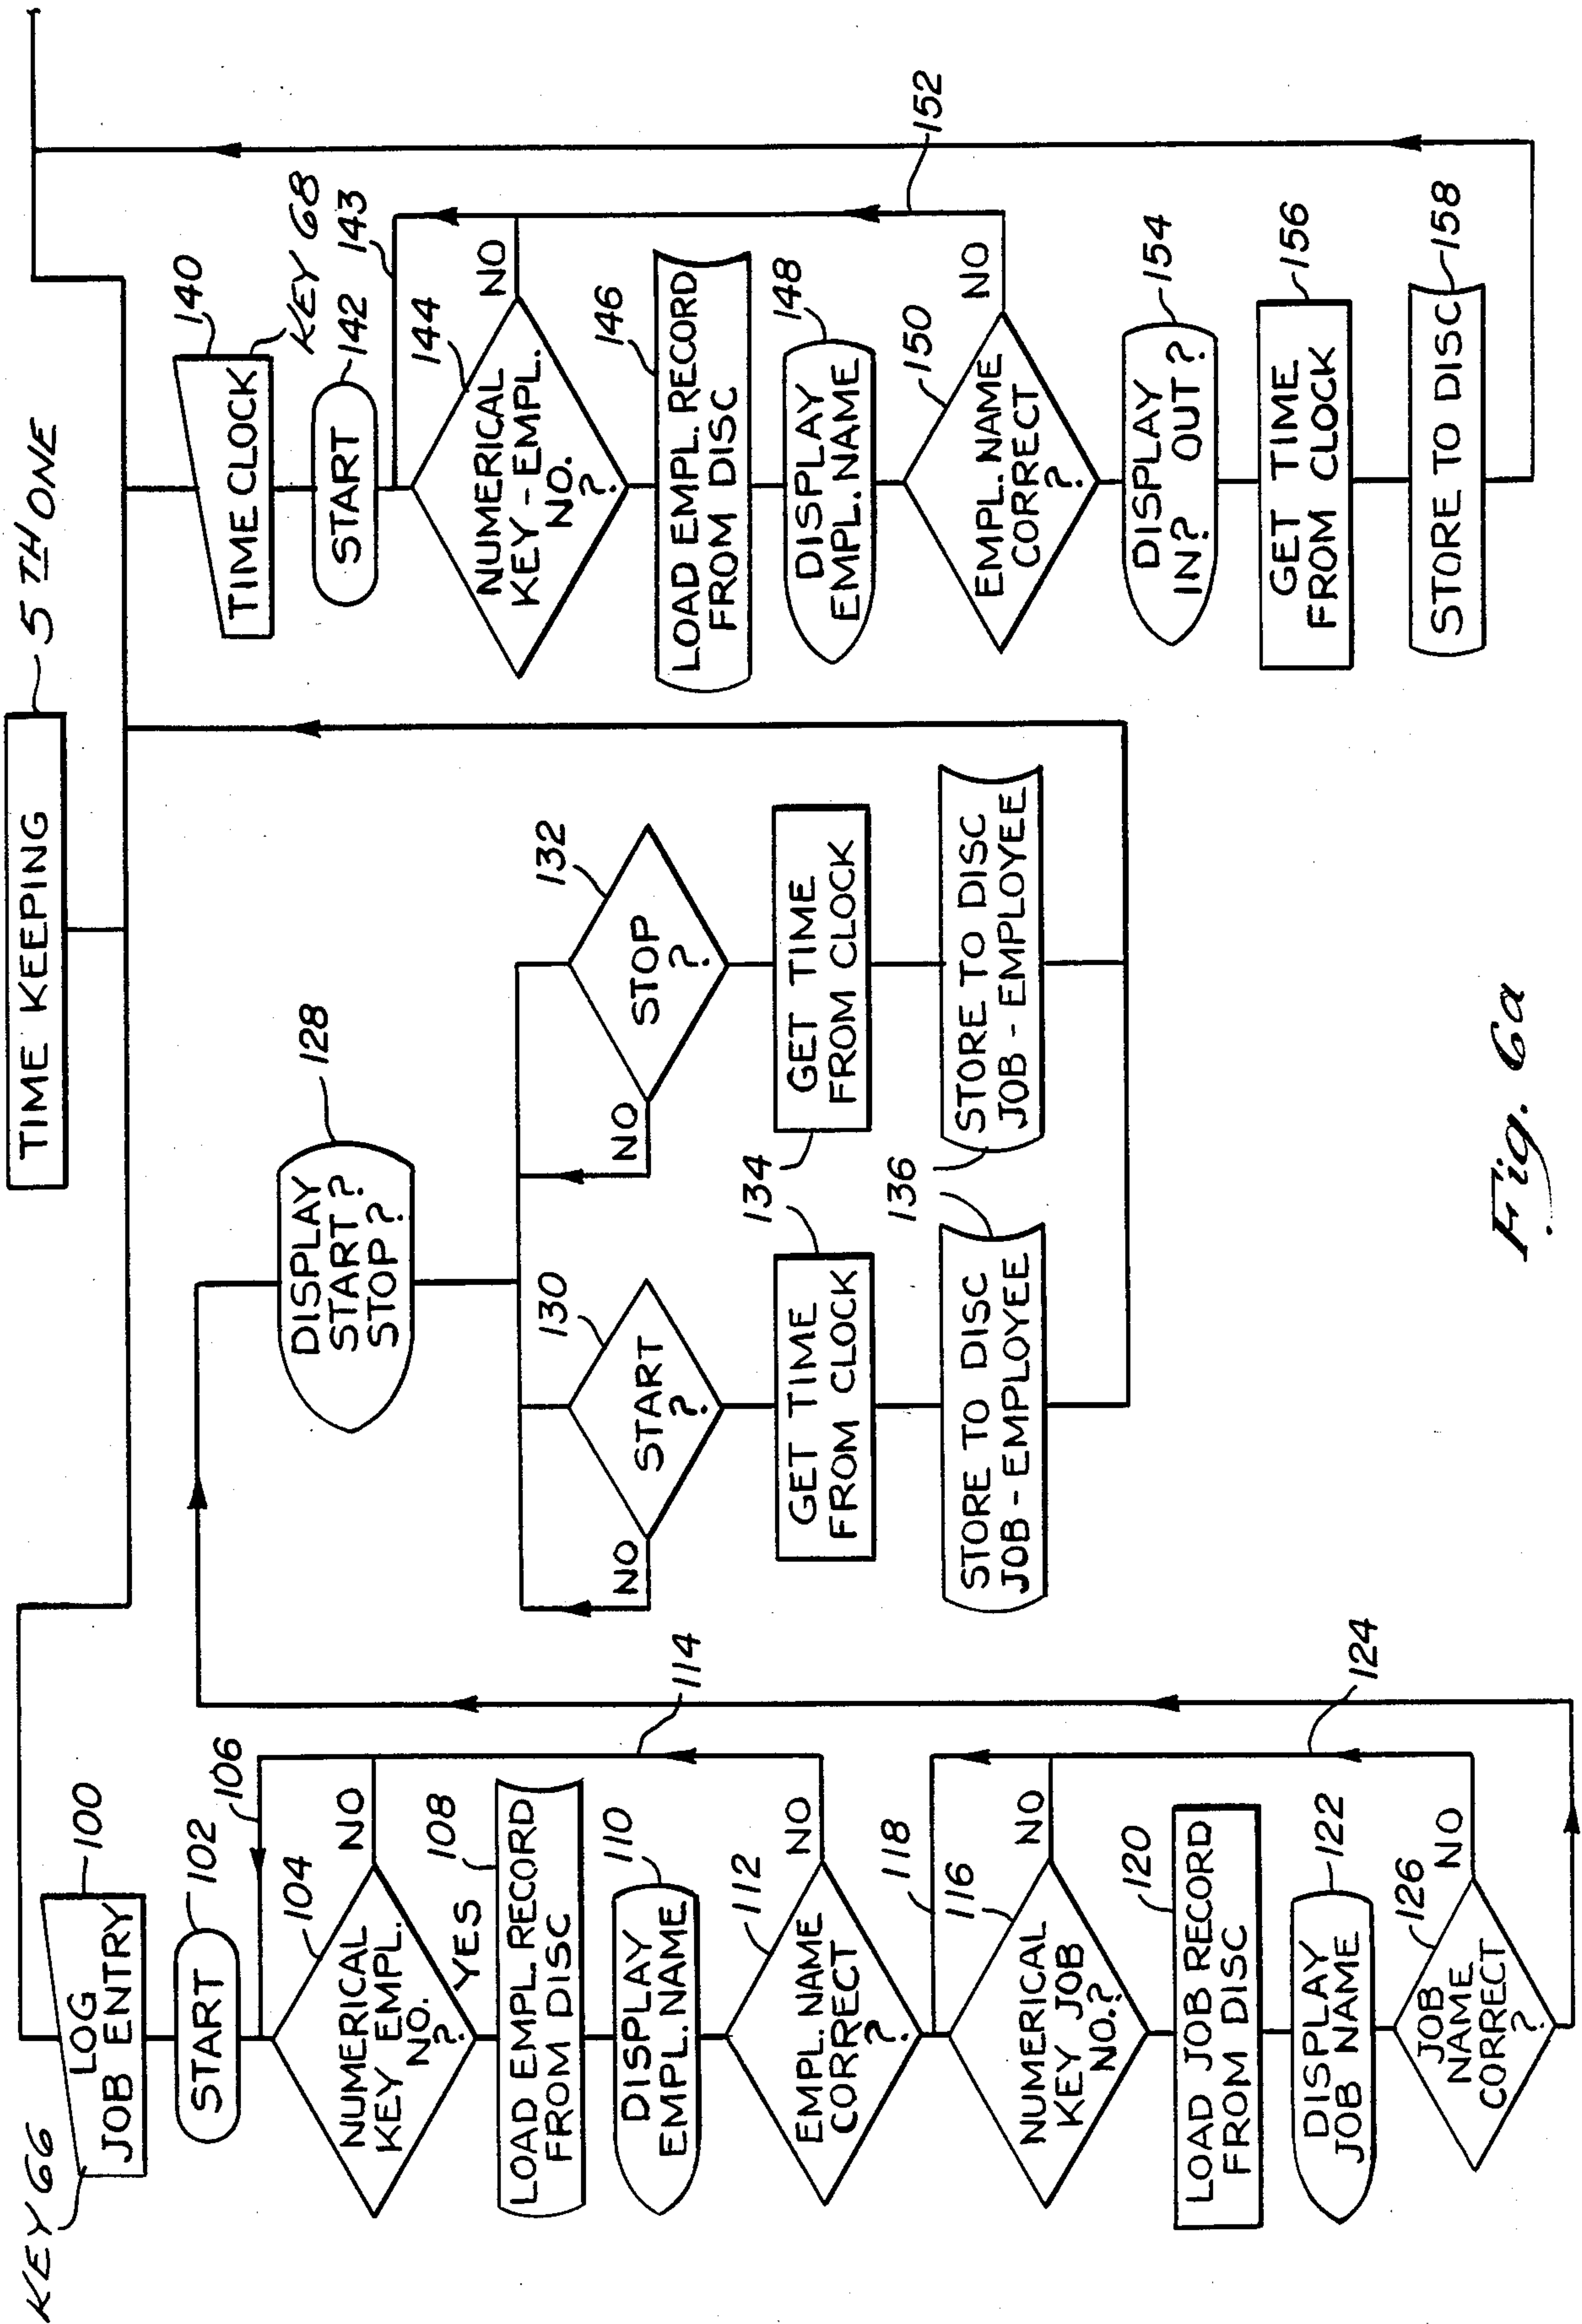 TIME KEEPING
5TH ONE
KEY 66
LOG
JOB ENTRY
100
START
102
106
NUMERICAL
KEY EMPL.
NO.
?
104
NO
YES
108
LOAD EMPL. RECORD
FROM DISC
DISPLAY
EMPL. NAME
110
EMPL. NAME
CORRECT
?
112
NO
114
118
NUMERICAL
KEY JOB
NO.?
116
NO
LOAD JOB RECORD
FROM DISC
120
DISPLAY
JOB NAME
122
JOB
NAME
CORRECT
?
126
NO
124
DISPLAY
START?
STOP?
128
START
?
130
NO
STOP
?
132
NO
GET TIME
FROM CLOCK
134
GET TIME
FROM CLOCK
STORE TO DISC
JOB - EMPLOYEE
136
STORE TO DISC
JOB - EMPLOYEE
TIME CLOCK
140
KEY 68
START
142
143
NUMERICAL
KEY - EMPL.
NO.
?
144
NO
LOAD EMPL. RECORD
FROM DISC
146
DISPLAY
EMPL. NAME
148
EMPL. NAME
CORRECT
?
150
NO
152
DISPLAY
IN? OUT?
154
GET TIME
FROM CLOCK
156
STORE TO DISC
158
Fig. 6a